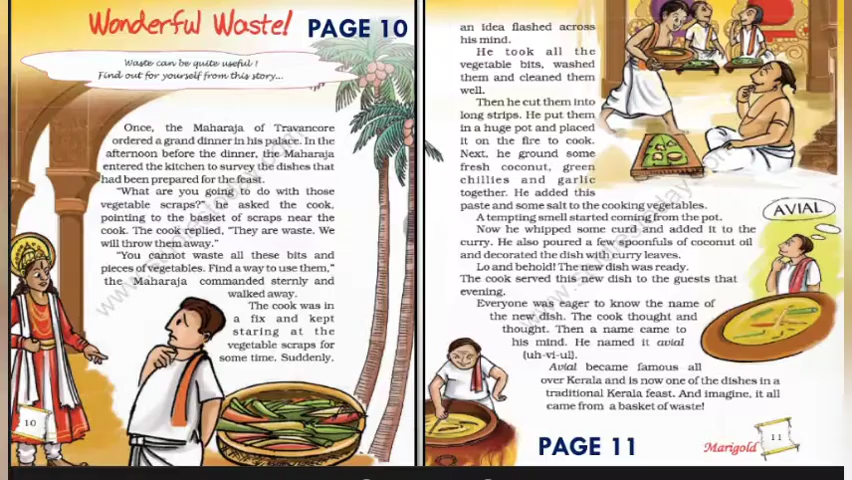 Wonderful Waste!
PAGE 10
Waste can be quite useful !
Find out for yourself from this story...
Once, the Maharaja of Travancore
ordered a grand dinner in his palace. In the
afternoon before the dinner, the Maharaja
entered the kitchen to survey the dishes that
had been prepared for the feast.
"What are you going to do with those
vegetable scraps?" he asked the cook,
pointing to the basket of scraps near the
cook. The cook replied, "They are waste. We
will throw them away."
"You cannot waste all these bits and
pieces of vegetables. Find a way to use them,"
the Maharaja commanded sternly and
walked away.
The cook was in
a fix and kept
staring at the
vegetable scraps for
some time. Suddenly,
10
an idea flashed across
his mind.
He took all the
vegetable bits, washed
them and cleaned them
well.
Then he cut them into
long strips. He put them
in a huge pot and placed
it on the fire to cook.
Next, he ground some
fresh coconut, green
chillies and garlic
together. He added this
paste and some salt to the cooking vegetables.
A tempting smell started coming from the pot.
Now he whipped some curd and added it to the
curry. He also poured a few spoonfuls of coconut oil
and decorated the dish with curry leaves.
Lo and behold! The new dish was ready.
The cook served this new dish to the guests that
evening.
Everyone was eager to know the name of
the new dish. The cook thought and
thought. Then a name came to
his mind. He named it avial
(uh-vi-ul).
Avial became famous all
over Kerala and is now one of the dishes in a
traditional Kerala feast. And imagine, it all
came from a basket of waste!
AVIAL
PAGE 11
Marigold
11